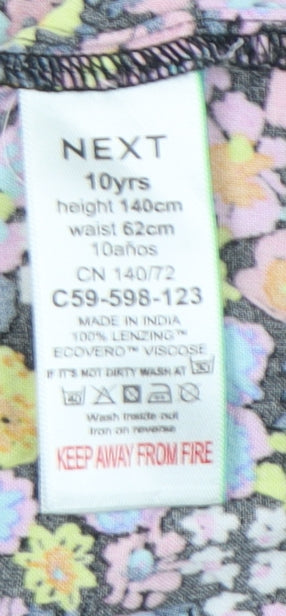 NEXT
10yrs
height 140cm
waist 62cm
10años
CN 140/72
C59-598-123
MADE IN INDIA
100% LENZING™
ECOVERO™ VISCOSE
IF IT'S NOT DIRTY WASH AT 30
40
Wash inside out
Iron on reverse
KEEP AWAY FROM FIRE